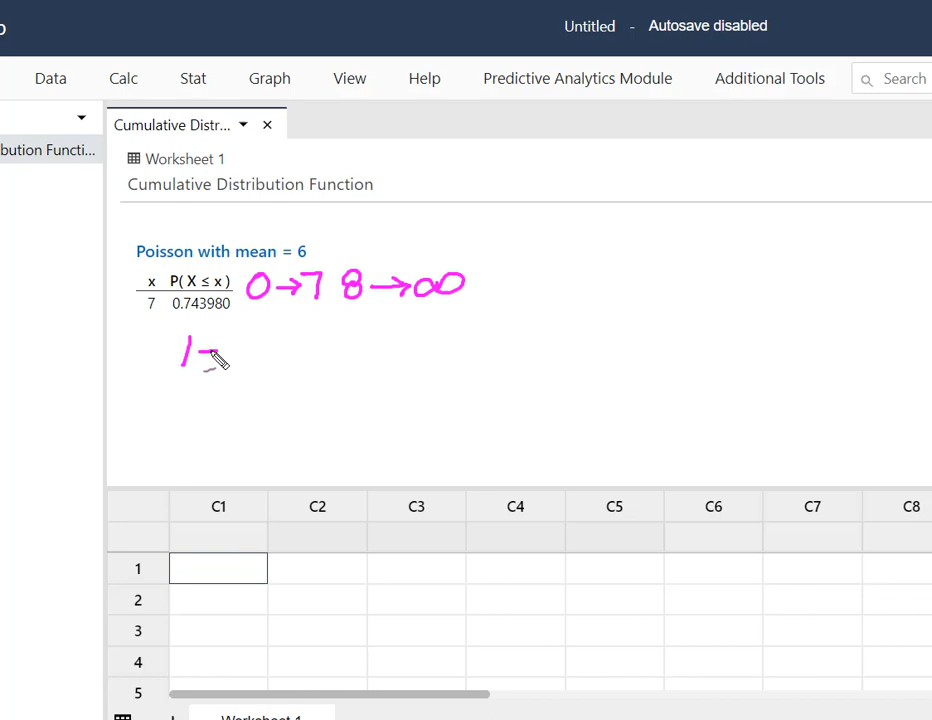 Untitled - Autosave disabled
Data Calc Stat Graph View Help Predictive Analytics Module Additional Tools Search
Cumulative Distr...
bution Functi...
Worksheet 1
Cumulative Distribution Function
Poisson with mean = 6
x P( X ≤ x )
7 0.743980
0→7 8→∞
1-
C1 C2 C3 C4 C5 C6 C7 C8
1
2
3
4
5
Worksheet 1